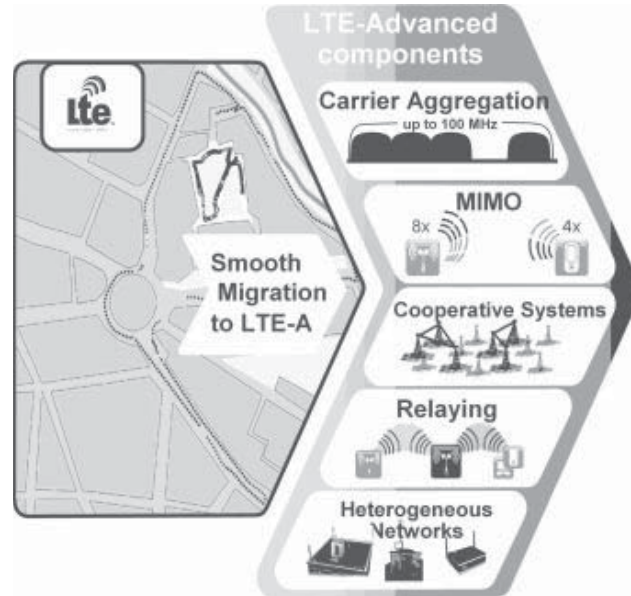 Lte
Smooth
Migration
to LTE-A
LTE-Advanced
components
Carrier Aggregation
up to 100 MHz
MIMO
8x
4x
Cooperative Systems
Relaying
Heterogeneous
Networks